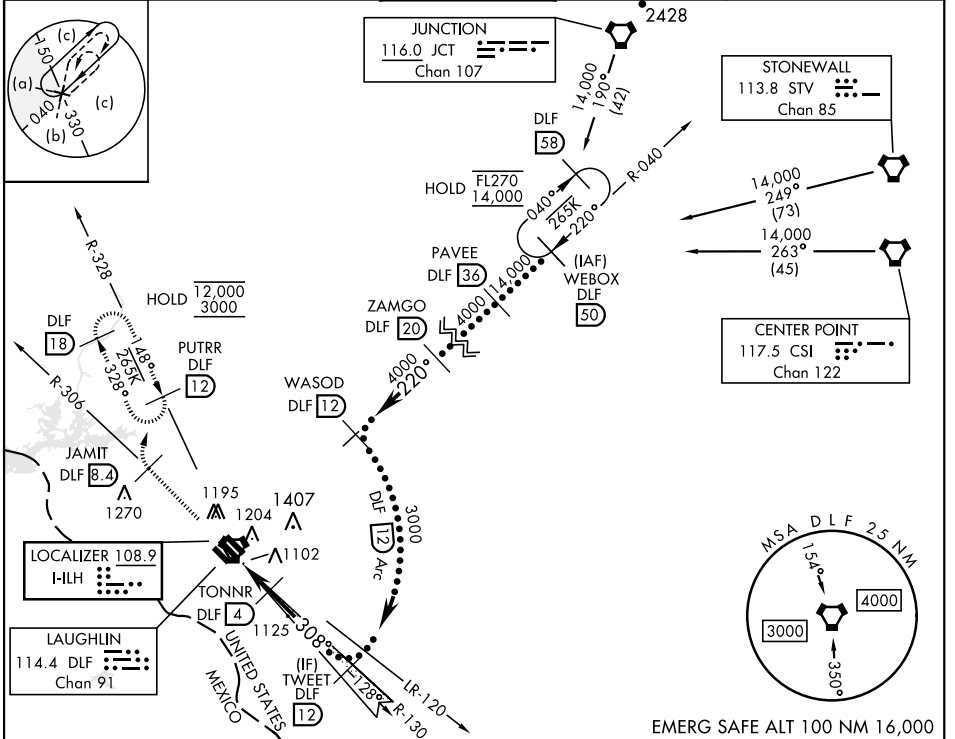 (c)
150
(a)
(c)
040
(b)
330
JUNCTION
116.0 JCT
Chan 107
2428
14,000
190°
(42)
STONEWALL
113.8 STV
Chan 85
DLF
58
R-040
HOLD FL270
14,000
040°
265K
220°
14,000
249°
(73)
14,000
263°
(45)
PAVEE
DLF 36
14,000
(IAF)
WEBOX
DLF
50
R-328
HOLD 12,000
3000
ZAMGO
DLF 20
4000
CENTER POINT
117.5 CSI
Chan 122
DLF
18
148°
265K
328°
PUTRR
DLF
12
4000
220°
R-306
WASOD
DLF 12
JAMIT
DLF 8.4
1270
1195
1204
1407
1102
3000
DLF 12 Arc
LOCALIZER 108.9
I-ILH
TONNR
DLF 4
1125
308°
LAUGHLIN
114.4 DLF
Chan 91
UNITED STATES
MEXICO
(IF)
TWEET
DLF
12
128°
LR-120
R-130
MSA DLF 25 NM
154°
4000
3000
350°
EMERG SAFE ALT 100 NM 16,000